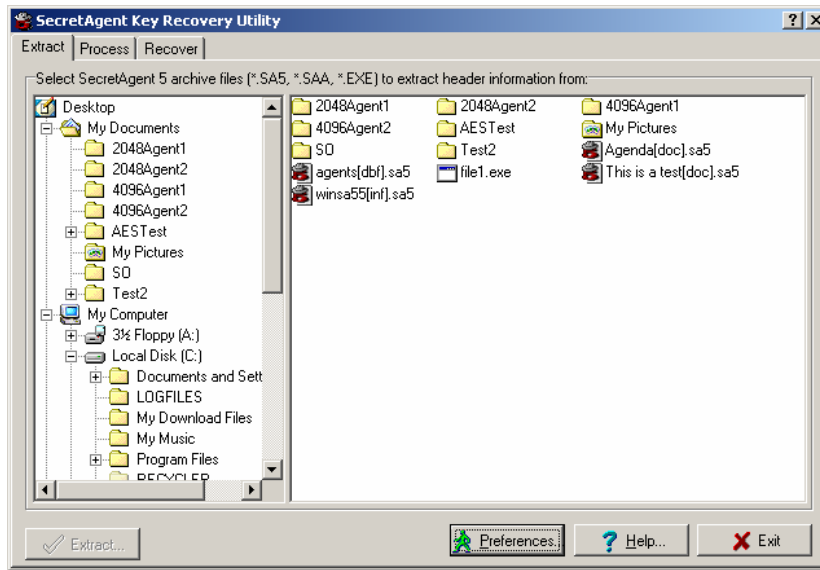 SecretAgent Key Recovery Utility
Extract Process Recover
Select SecretAgent 5 archive files (*.SA5, *.SAA, *.EXE) to extract header information from:
Desktop
My Documents
2048Agent1
2048Agent2
4096Agent1
4096Agent2
AESTest
My Pictures
SO
Test2
My Computer
3½ Floppy (A:)
Local Disk (C:)
Documents and Sett
LOGFILES
My Download Files
My Music
Program Files
RECYCLER
2048Agent1 2048Agent2 4096Agent1
4096Agent2 AESTest My Pictures
SO Test2 Agenda[doc].sa5
agents[dbf].sa5 file1.exe This is a test[doc].sa5
winsa55[inf].sa5
Extract... Preferences. Help... Exit